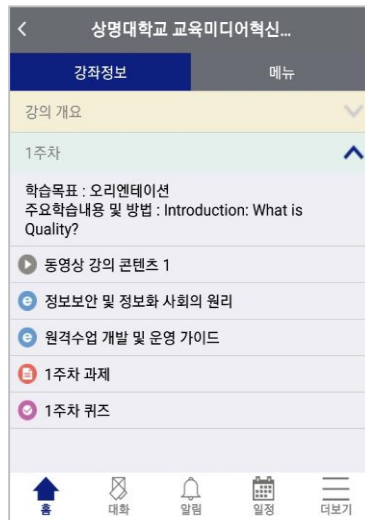 상명대학교 교육미디어혁신...
강좌정보 메뉴
강의 개요
1주차
학습목표 : 오리엔테이션
주요학습내용 및 방법 : Introduction: What is
Quality?
동영상 강의 콘텐츠 1
정보보안 및 정보화 사회의 원리
원격수업 개발 및 운영 가이드
1주차 과제
1주차 퀴즈
홈 대화 알림 일정 더보기